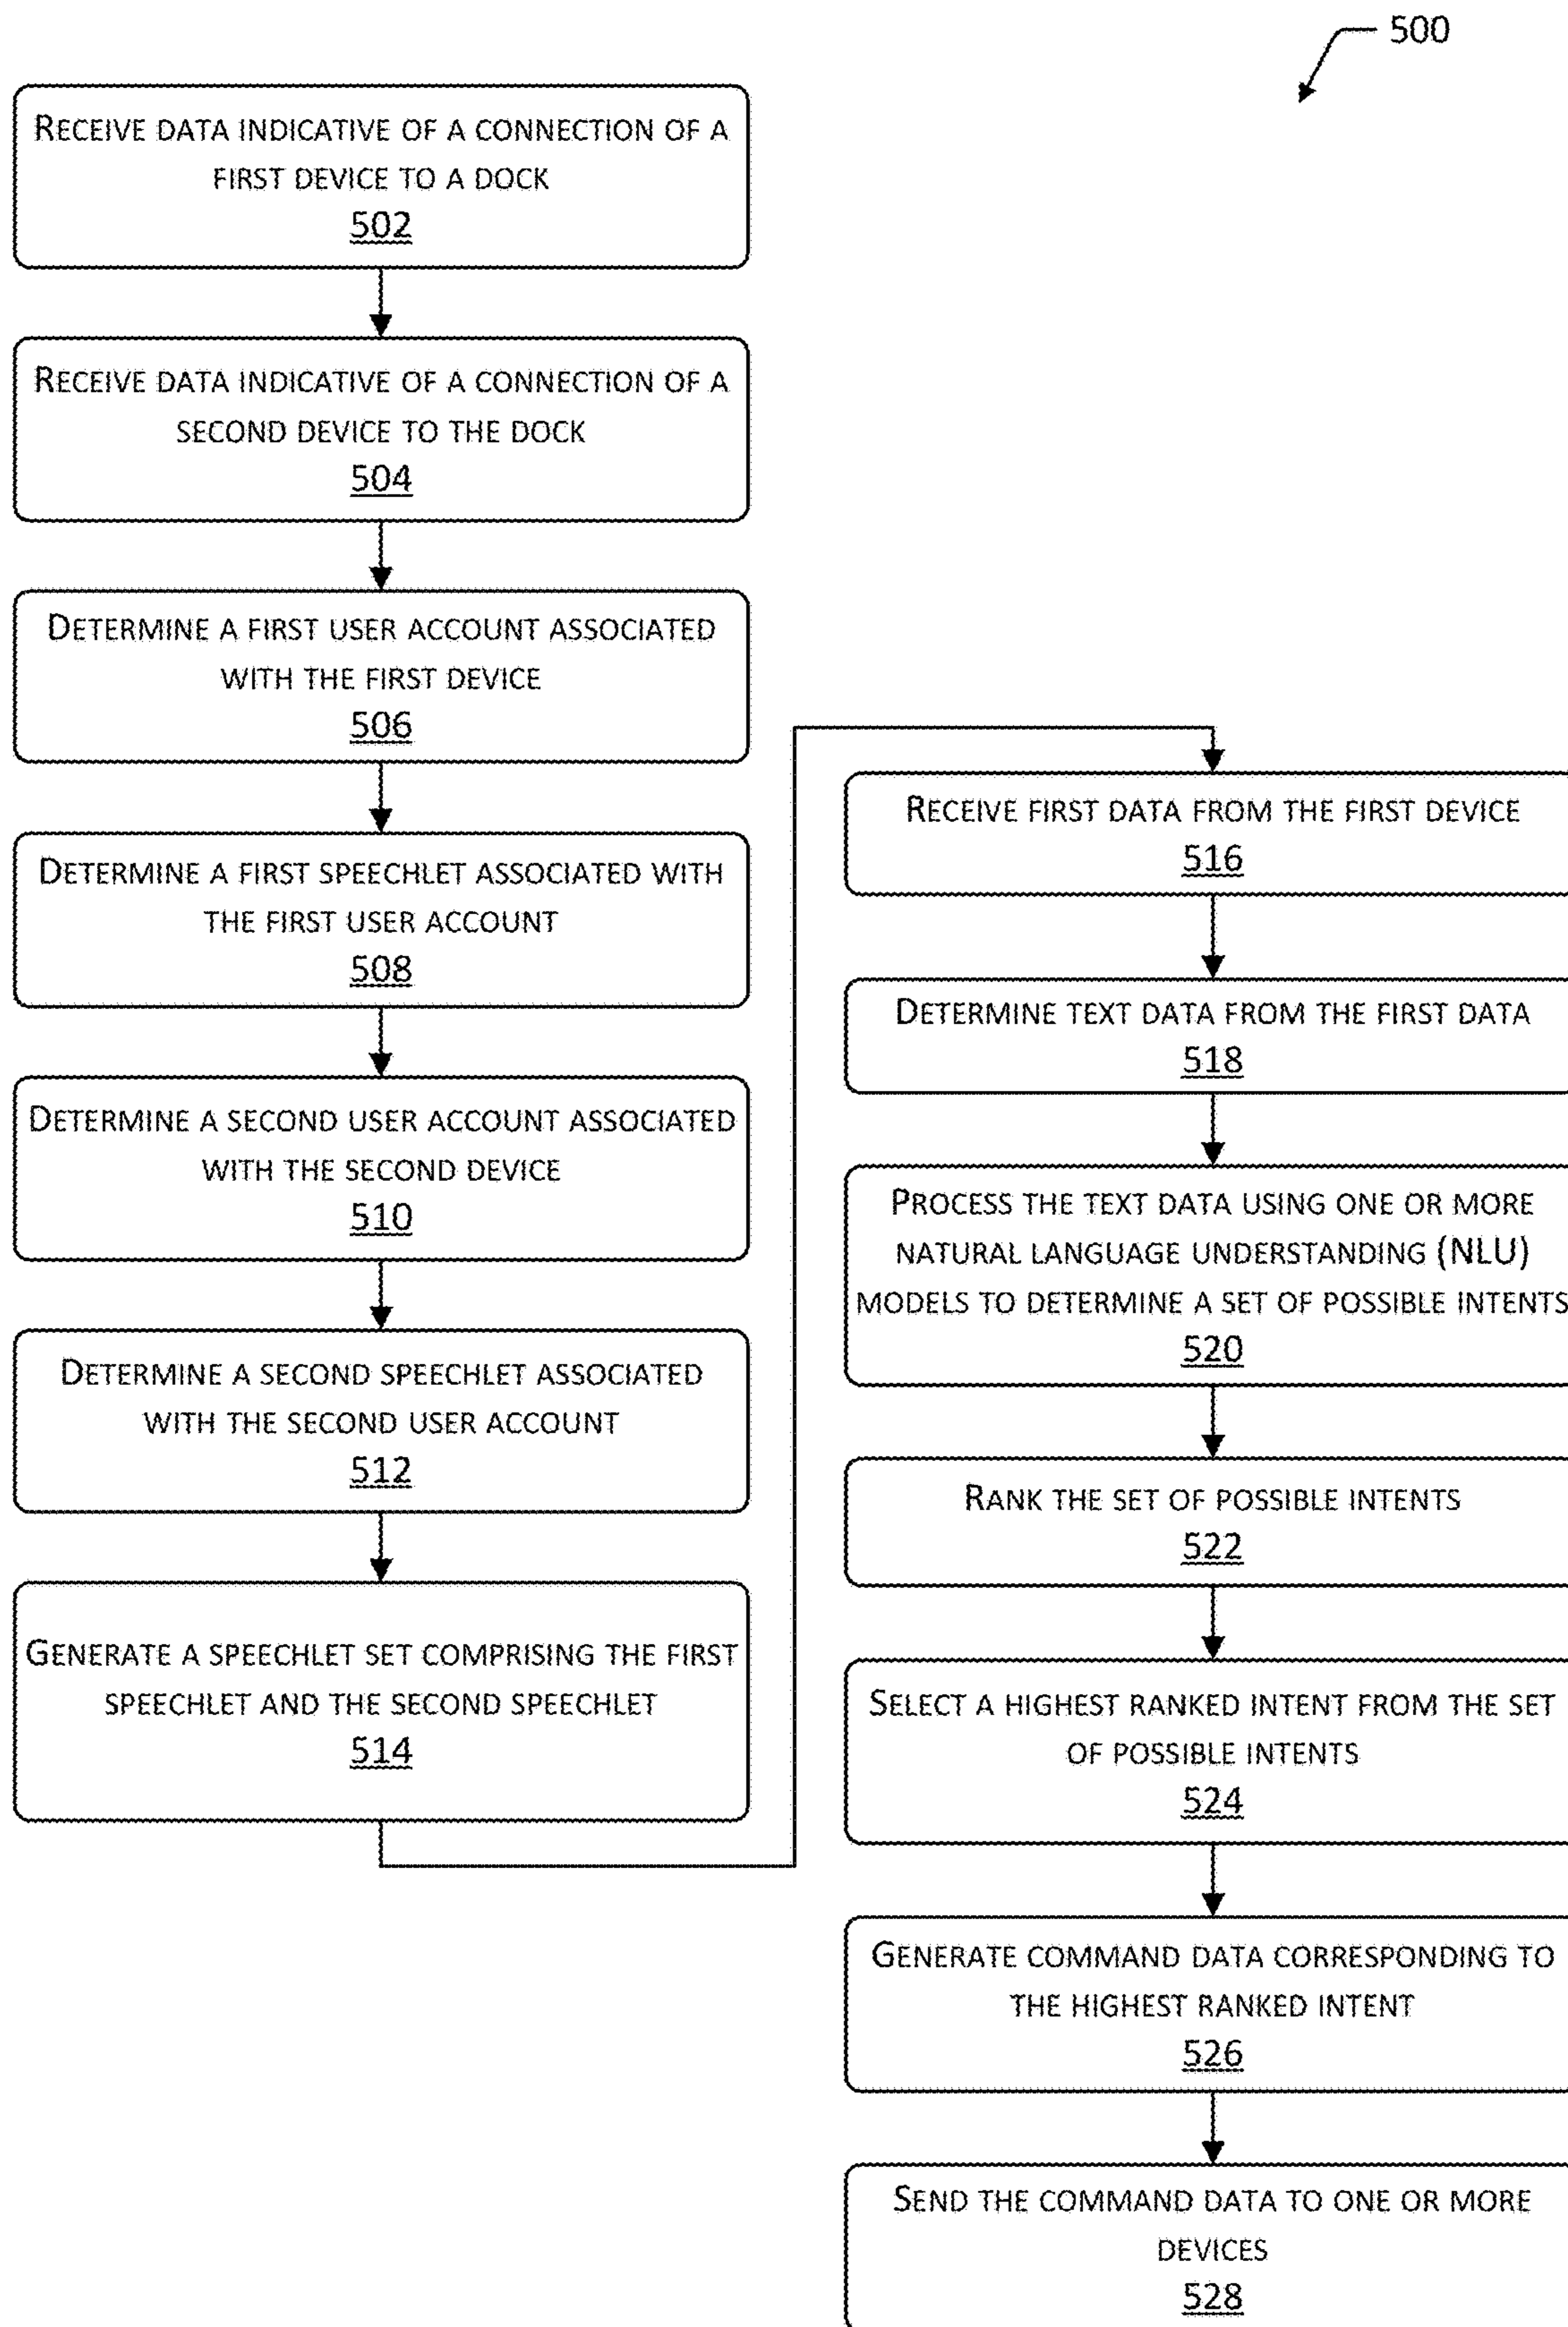 500
RECEIVE DATA INDICATIVE OF A CONNECTION OF A
FIRST DEVICE TO A DOCK
502
RECEIVE DATA INDICATIVE OF A CONNECTION OF A
SECOND DEVICE TO THE DOCK
504
DETERMINE A FIRST USER ACCOUNT ASSOCIATED
WITH THE FIRST DEVICE
506
DETERMINE A FIRST SPEECHLET ASSOCIATED WITH
THE FIRST USER ACCOUNT
508
DETERMINE A SECOND USER ACCOUNT ASSOCIATED
WITH THE SECOND DEVICE
510
DETERMINE A SECOND SPEECHLET ASSOCIATED
WITH THE SECOND USER ACCOUNT
512
GENERATE A SPEECHLET SET COMPRISING THE FIRST
SPEECHLET AND THE SECOND SPEECHLET
514
RECEIVE FIRST DATA FROM THE FIRST DEVICE
516
DETERMINE TEXT DATA FROM THE FIRST DATA
518
PROCESS THE TEXT DATA USING ONE OR MORE
NATURAL LANGUAGE UNDERSTANDING (NLU)
MODELS TO DETERMINE A SET OF POSSIBLE INTENTS
520
RANK THE SET OF POSSIBLE INTENTS
522
SELECT A HIGHEST RANKED INTENT FROM THE SET
OF POSSIBLE INTENTS
524
GENERATE COMMAND DATA CORRESPONDING TO
THE HIGHEST RANKED INTENT
526
SEND THE COMMAND DATA TO ONE OR MORE
DEVICES
528